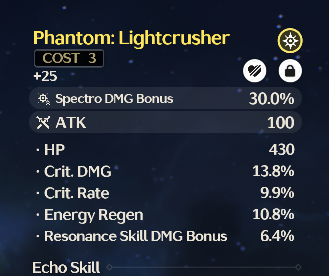 Phantom: Lightcrusher
COST 3
+25
Spectro DMG Bonus 30.0%
ATK 100
· HP 430
· Crit. DMG 13.8%
· Crit. Rate 9.9%
· Energy Regen 10.8%
· Resonance Skill DMG Bonus 6.4%
Echo Skill